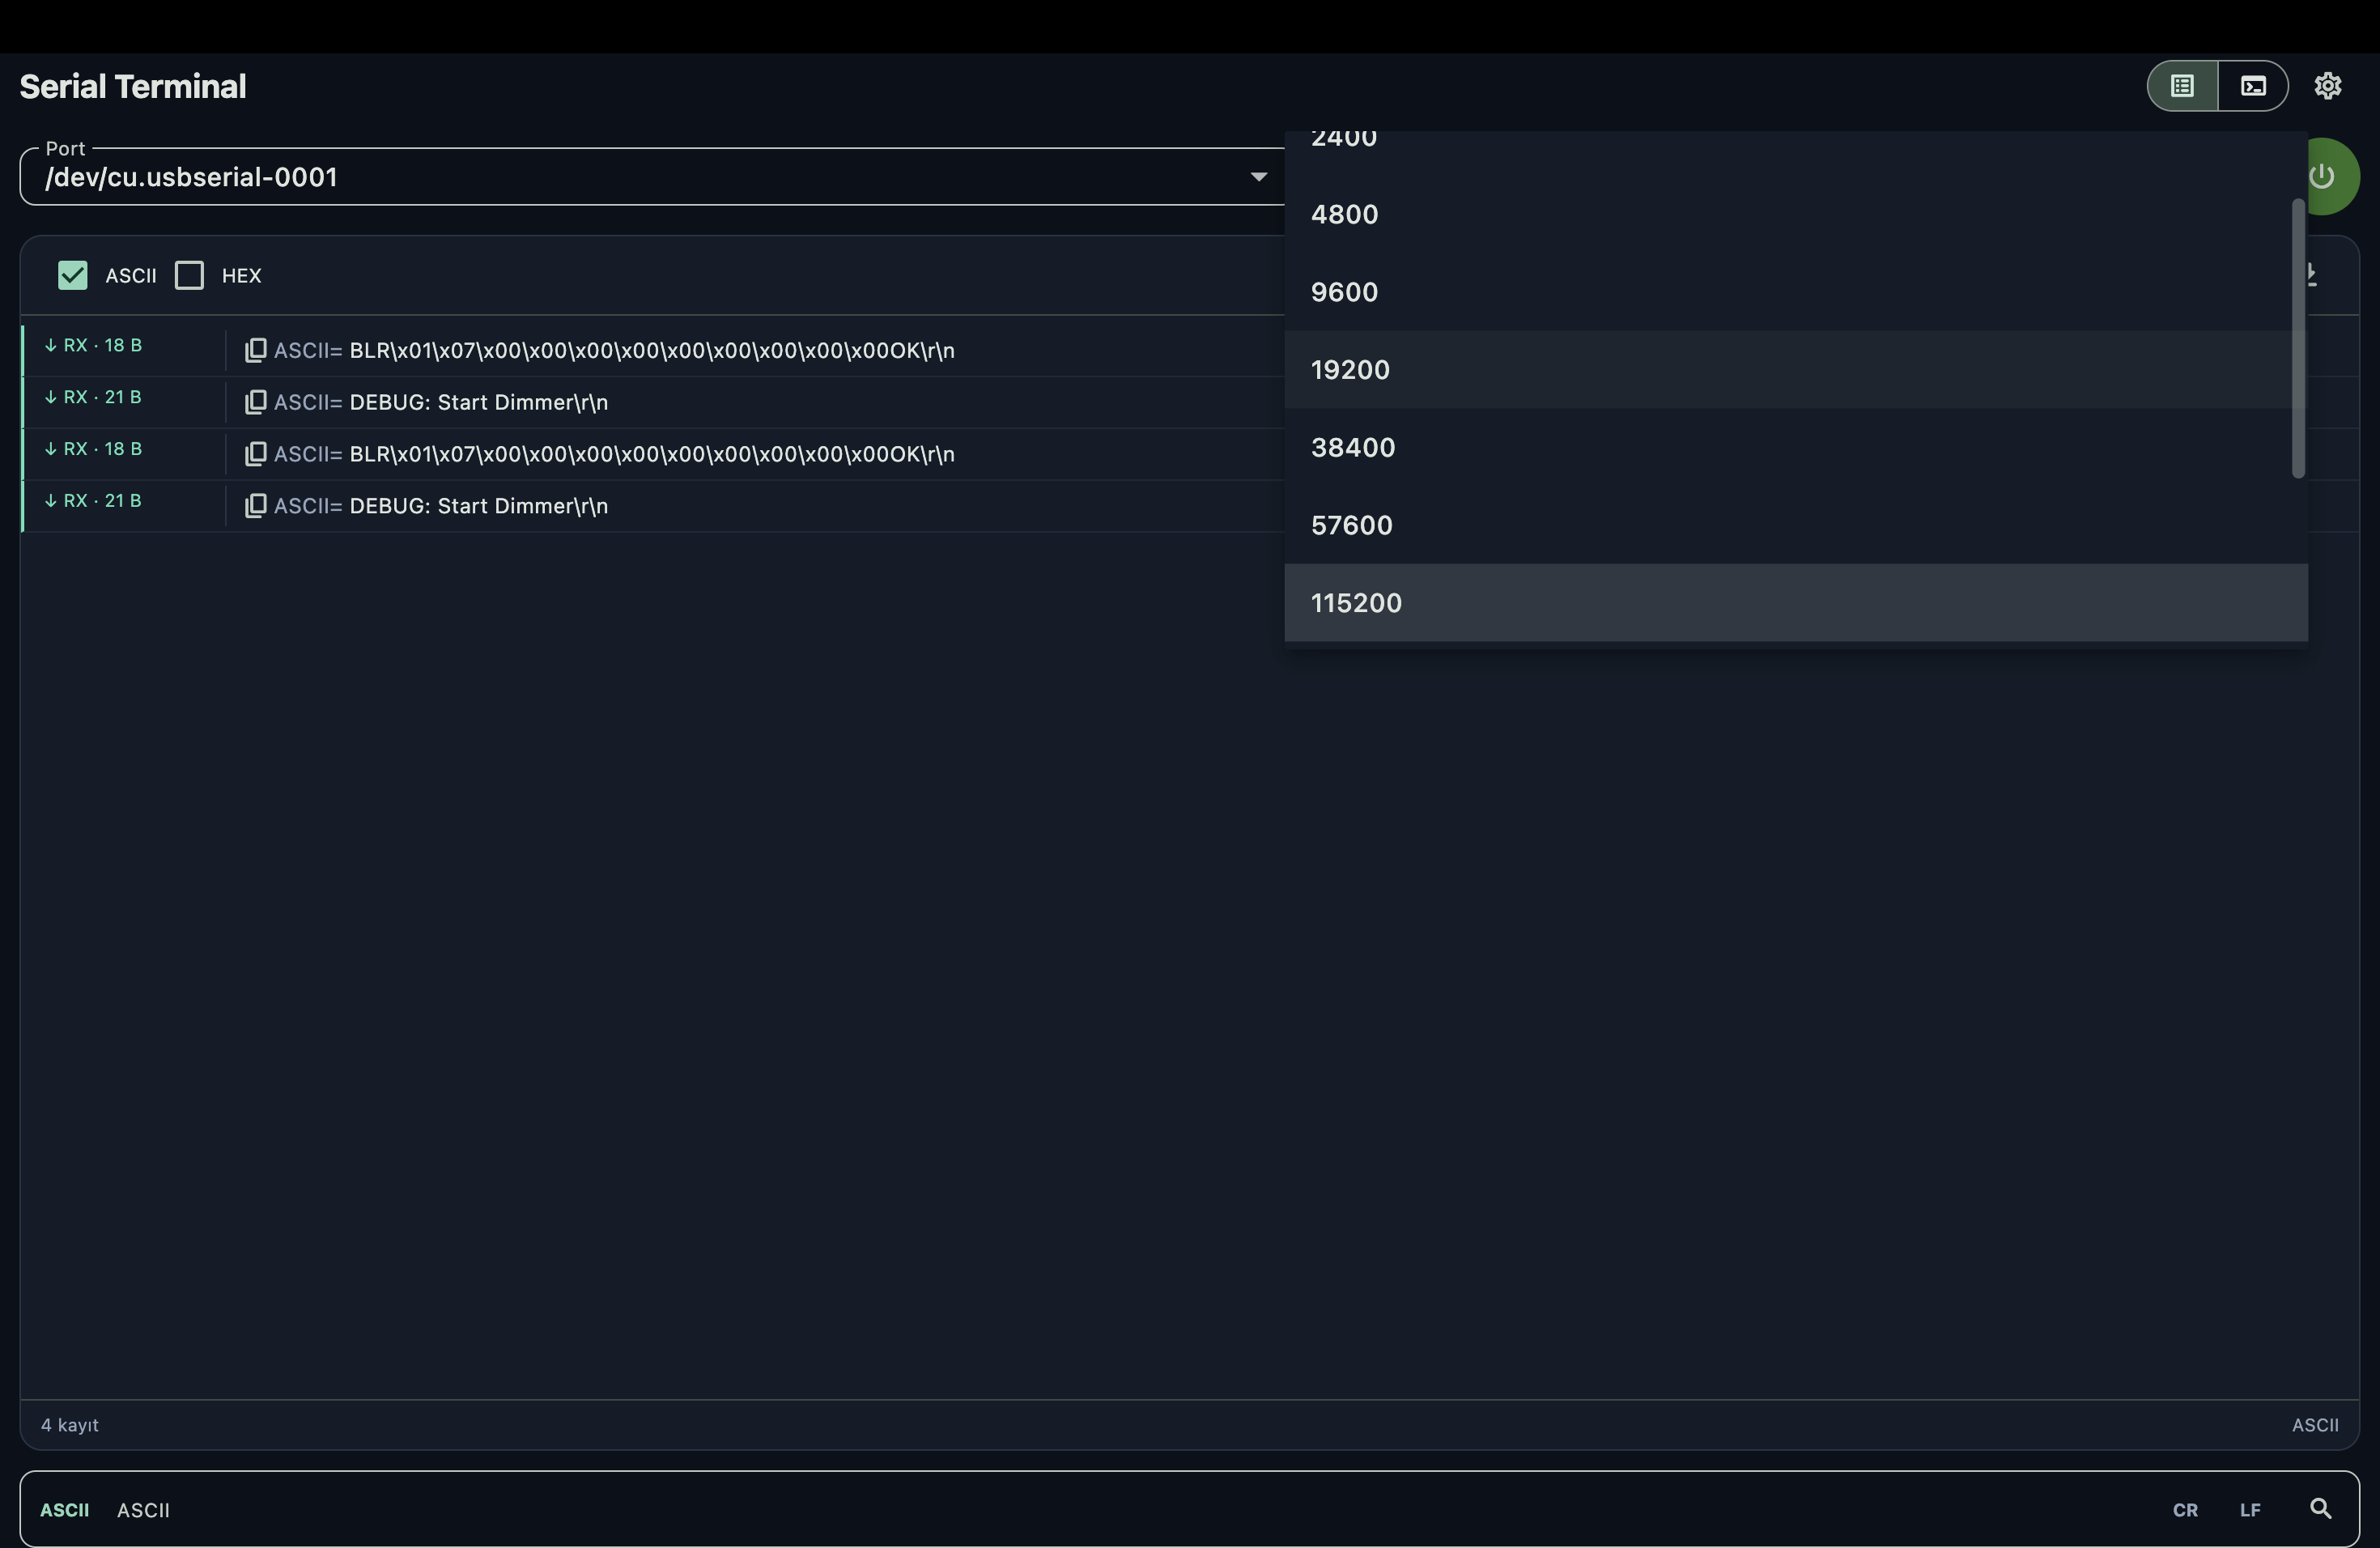 Serial Terminal
Port
/dev/cu.usbserial-0001
2400
4800
9600
19200
38400
57600
115200
ASCII
HEX
↓ RX · 18 B
ASCII= BLR\x01\x07\x00\x00\x00\x00\x00\x00\x00\x00\x00OK\r\n
↓ RX · 21 B
ASCII= DEBUG: Start Dimmer\r\n
↓ RX · 18 B
ASCII= BLR\x01\x07\x00\x00\x00\x00\x00\x00\x00\x00\x00OK\r\n
↓ RX · 21 B
ASCII= DEBUG: Start Dimmer\r\n
4 kayıt
ASCII
ASCII ASCII
CR LF